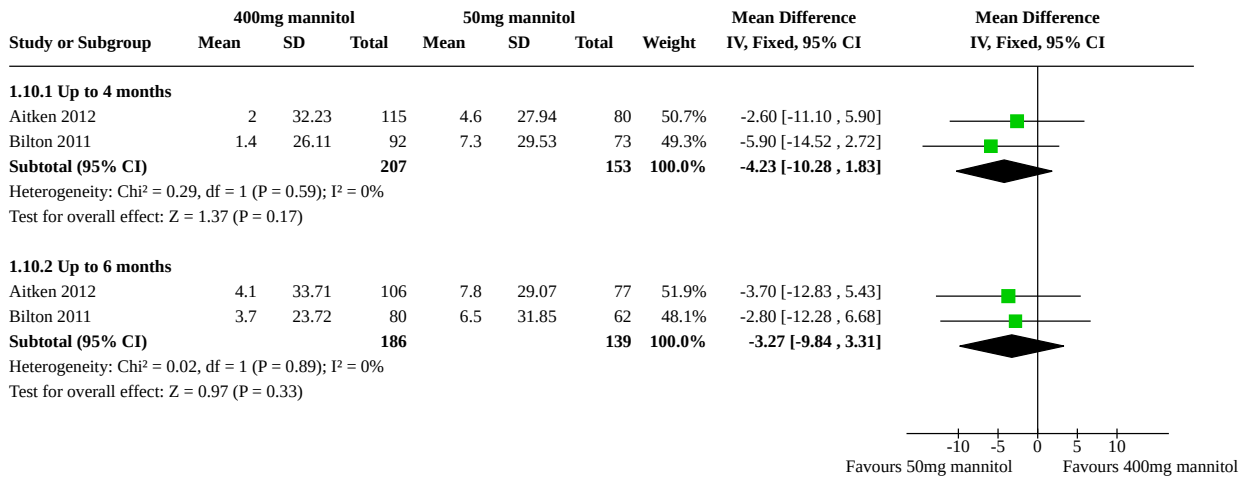 400mg mannitol 50mg mannitol Mean Difference Mean Difference
Study or Subgroup Mean SD Total Mean SD Total Weight IV, Fixed, 95% CI IV, Fixed, 95% CI
1.10.1 Up to 4 months
Aitken 2012 2 32.23 115 4.6 27.94 80 50.7% -2.60 [-11.10 , 5.90]
Bilton 2011 1.4 26.11 92 7.3 29.53 73 49.3% -5.90 [-14.52 , 2.72]
Subtotal (95% CI) 207 153 100.0% -4.23 [-10.28 , 1.83]
Heterogeneity: Chi² = 0.29, df = 1 (P = 0.59); I² = 0%
Test for overall effect: Z = 1.37 (P = 0.17)
1.10.2 Up to 6 months
Aitken 2012 4.1 33.71 106 7.8 29.07 77 51.9% -3.70 [-12.83 , 5.43]
Bilton 2011 3.7 23.72 80 6.5 31.85 62 48.1% -2.80 [-12.28 , 6.68]
Subtotal (95% CI) 186 139 100.0% -3.27 [-9.84 , 3.31]
Heterogeneity: Chi² = 0.02, df = 1 (P = 0.89); I² = 0%
Test for overall effect: Z = 0.97 (P = 0.33)
-10 -5 0 5 10
Favours 50mg mannitol Favours 400mg mannitol